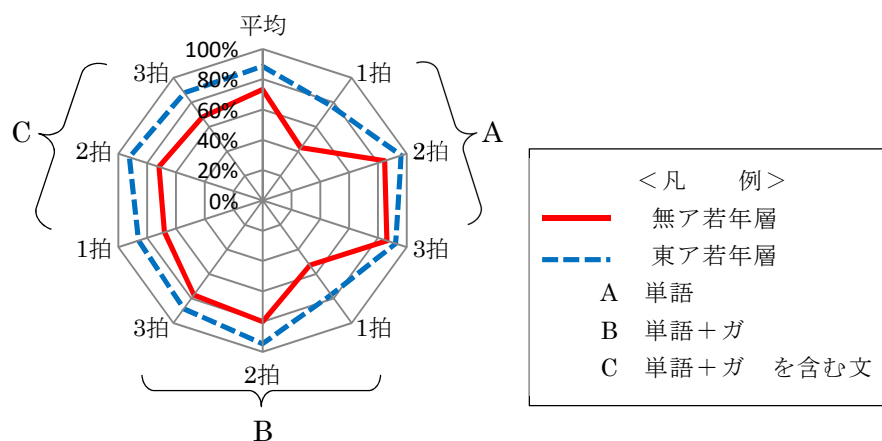 平均
100%
80%
60%
40%
20%
0%
1拍
2拍
3拍
A
1拍
2拍
3拍
B
1拍
2拍
3拍
C
＜凡　例＞
無ア若年層
東ア若年層
A　単語
B　単語＋ガ
C　単語＋ガ　を含む文